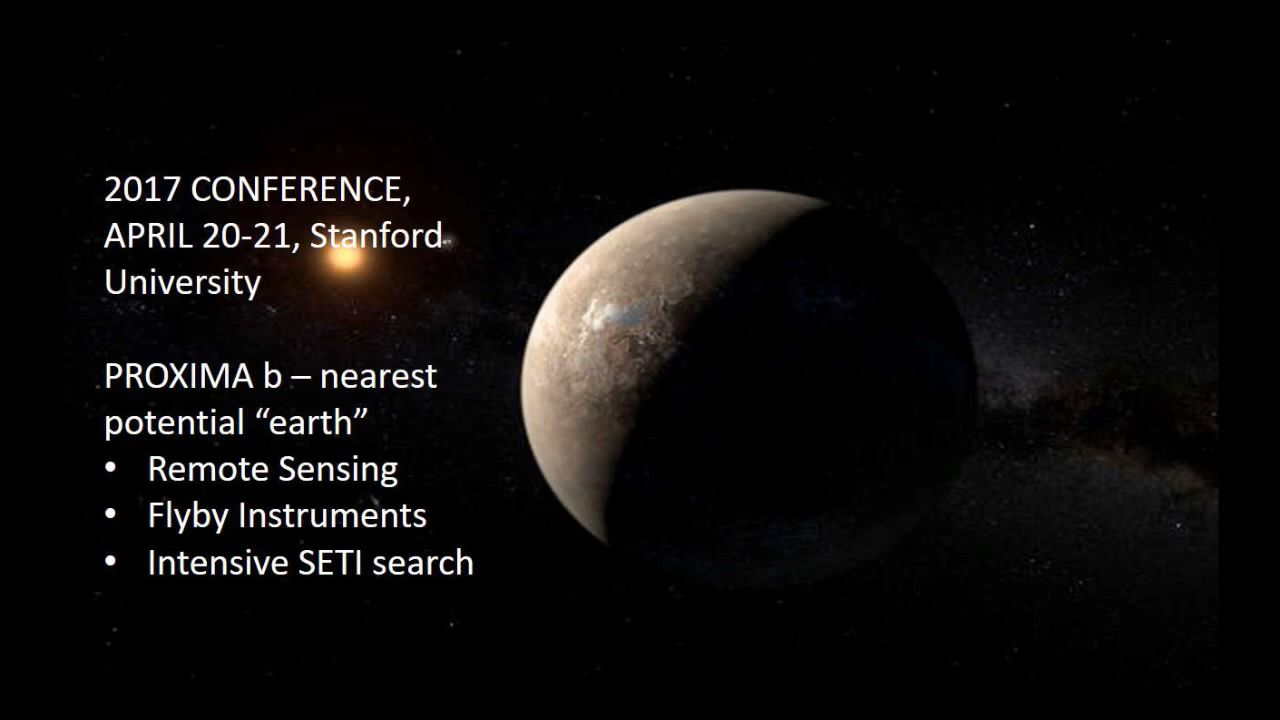 2017 CONFERENCE,
APRIL 20-21, Stanford
University
PROXIMA b – nearest
potential “earth”
• Remote Sensing
• Flyby Instruments
• Intensive SETI search